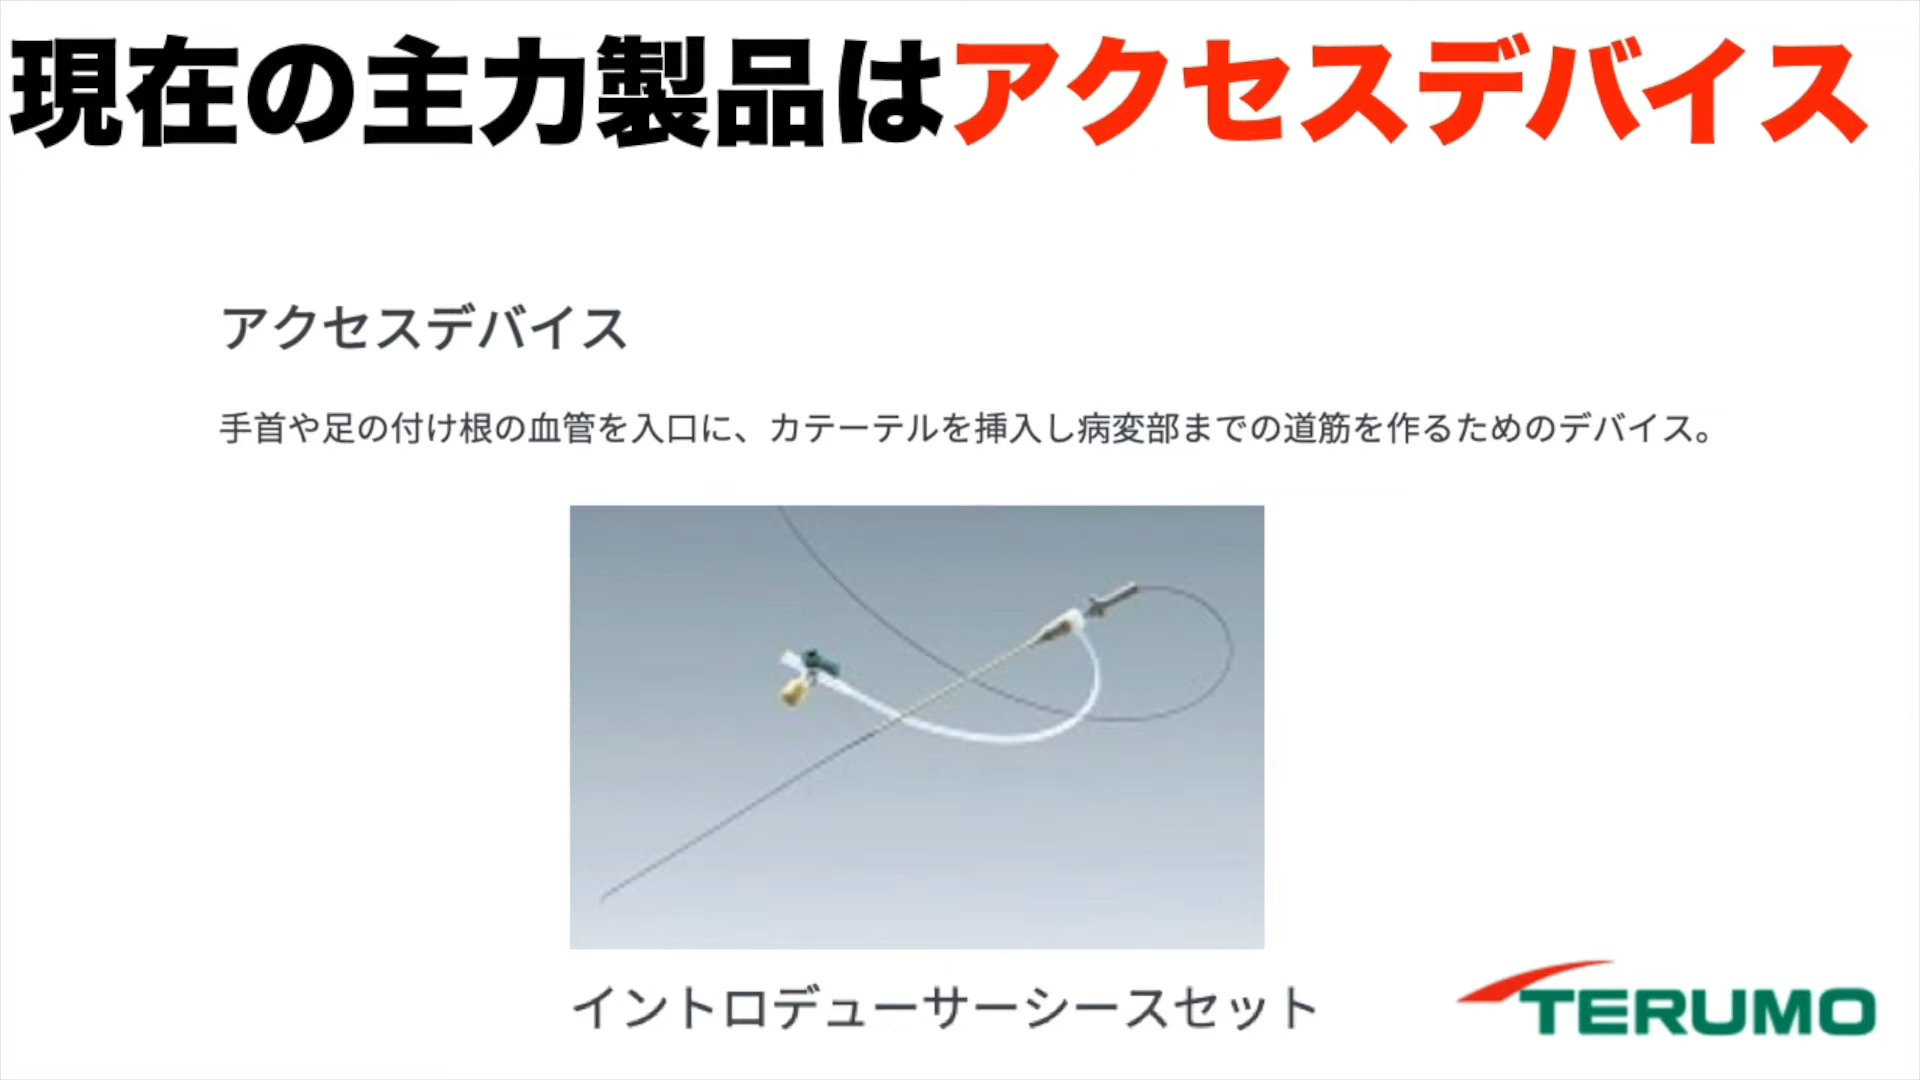 現在の主力製品はアクセスデバイス
アクセスデバイス
手首や足の付け根の血管を入口に、カテーテルを挿入し病変部までの道筋を作るためのデバイス。
イントロデューサーシースセット
TERUMO